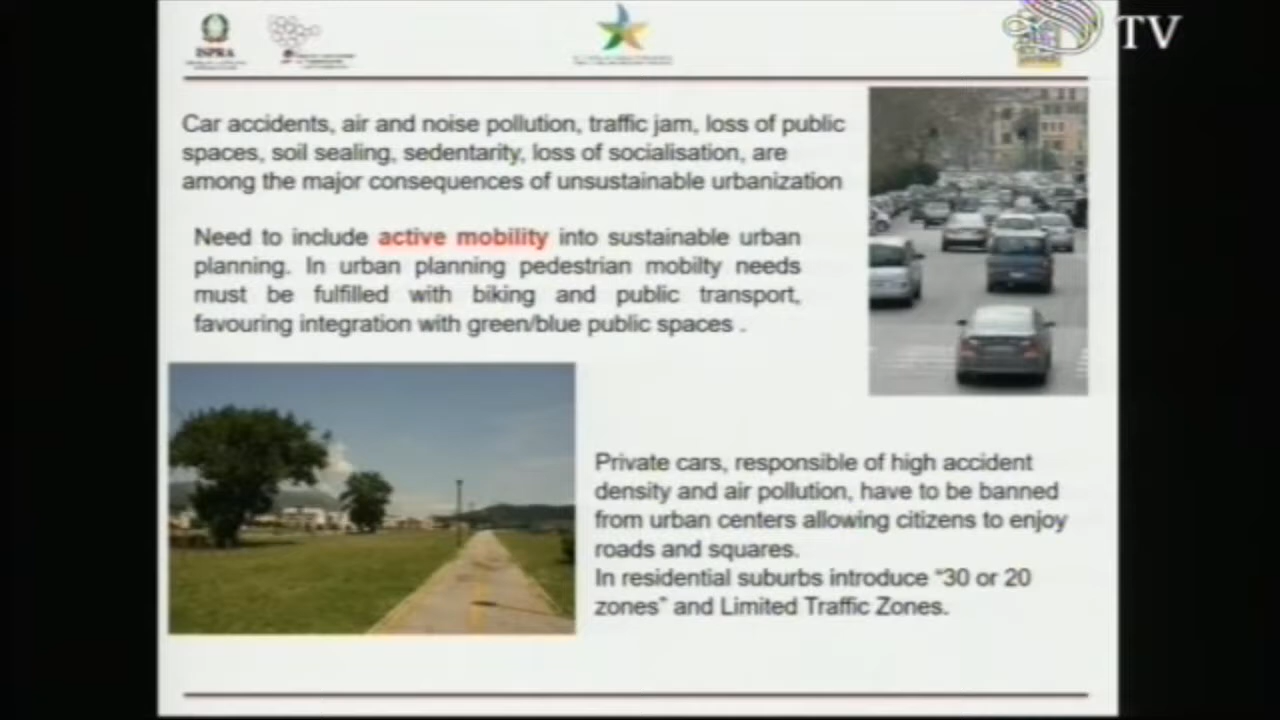 ISPRA
TV
Car accidents, air and noise pollution, traffic jam, loss of public
spaces, soil sealing, sedentarity, loss of socialisation, are
among the major consequences of unsustainable urbanization
Need to include active mobility into sustainable urban
planning. In urban planning pedestrian mobilty needs
must be fulfilled with biking and public transport,
favouring integration with green/blue public spaces .
Private cars, responsible of high accident
density and air pollution, have to be banned
from urban centers allowing citizens to enjoy
roads and squares.
In residential suburbs introduce “30 or 20
zones” and Limited Traffic Zones.